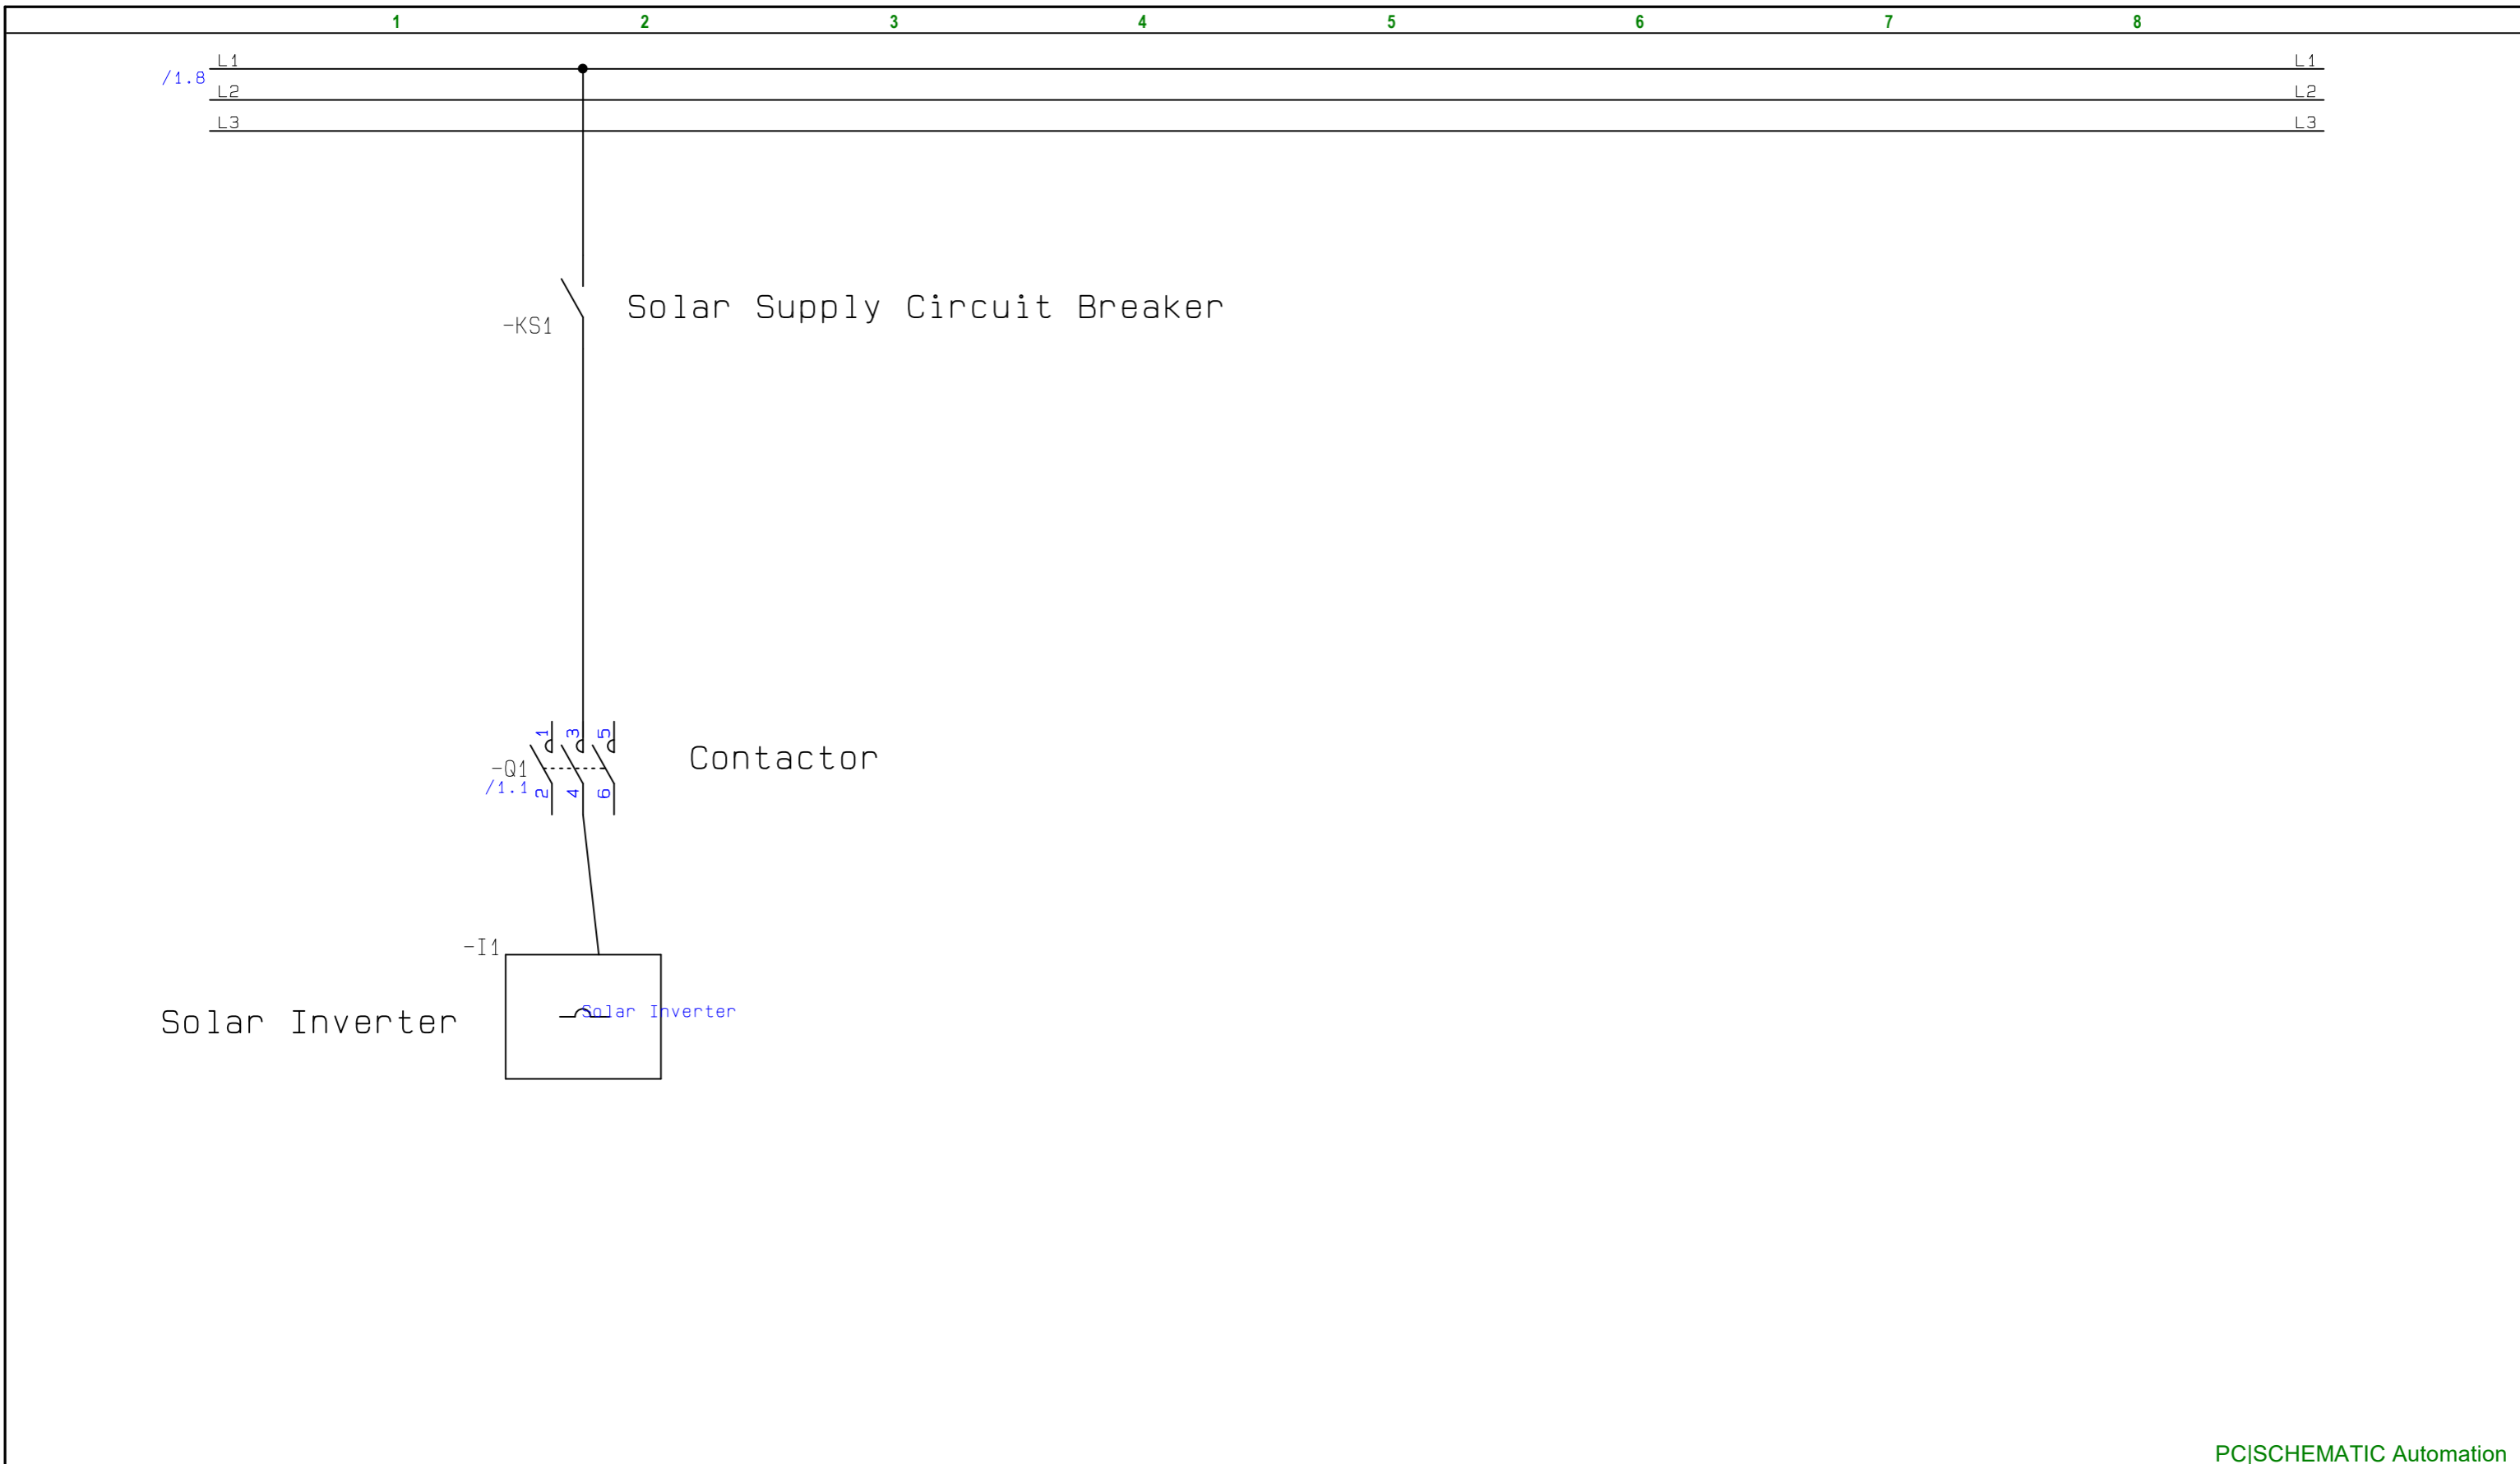 1 2 3 4 5 6 7 8
L1 L1
/1.8
L2 L2
L3 L3
Solar Supply Circuit Breaker
-KS1
1 3 5
Contactor
-Q1
/1.1
2 4 6
-I1
Solar Inverter
Solar Inverter
PC|SCHEMATIC Automation